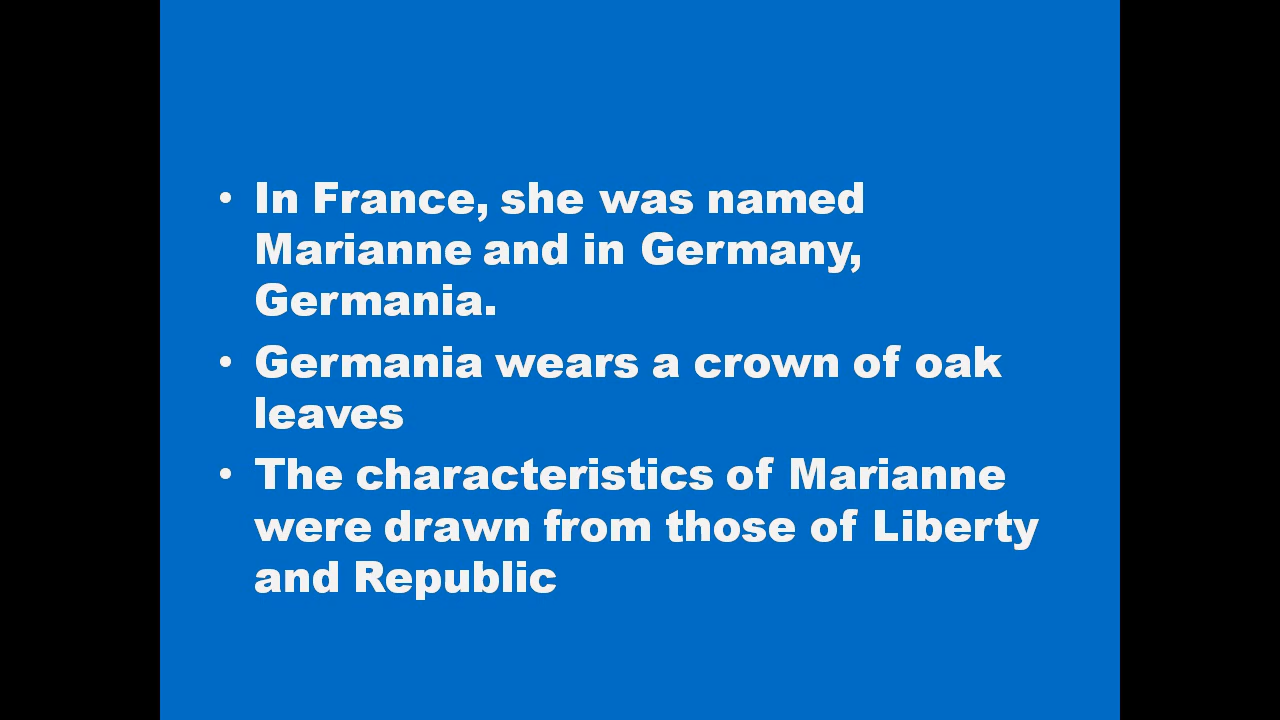 • In France, she was named
Marianne and in Germany,
Germania.
• Germania wears a crown of oak
leaves
• The characteristics of Marianne
were drawn from those of Liberty
and Republic